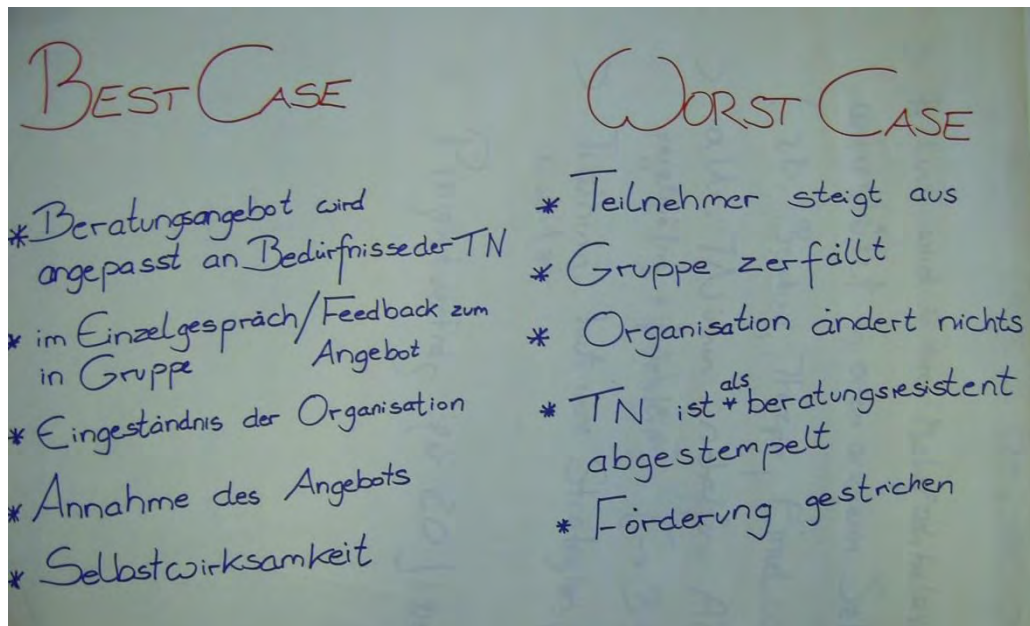 BEST CASE
* Beratungsangebot wird
angepasst an Bedürfnisse der TN
* im Einzelgespräch/Feedback zum
in Gruppe Angebot
* Eingeständnis der Organisation
* Annahme des Angebots
* Selbstwirksamkeit
WORST CASE
* Teilnehmer steigt aus
* Gruppe zerfällt
* Organisation ändert nichts
als
* TN ist * beratungsresistent
abgestempelt
* Förderung gestrichen